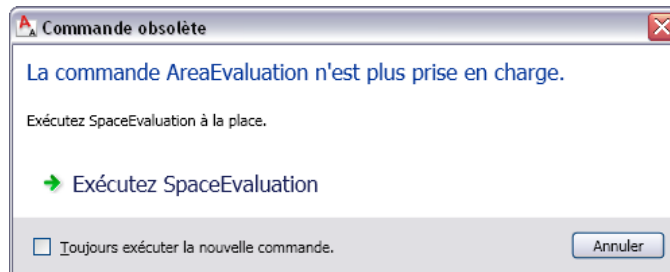 Commande obsolète
La commande AreaEvaluation n'est plus prise en charge.
Exécutez SpaceEvaluation à la place.
Exécutez SpaceEvaluation
Toujours exécuter la nouvelle commande.
Annuler